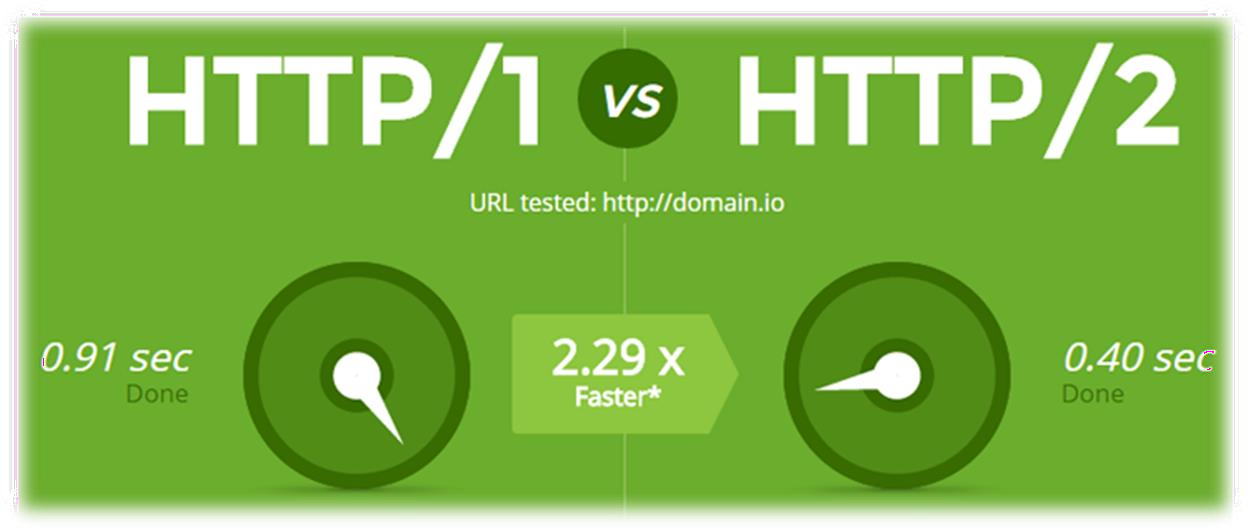 HTTP/1 VS HTTP/2
URL tested: http://domain.io
0.91 sec
Done
2.29 x
Faster*
0.40 sec
Done